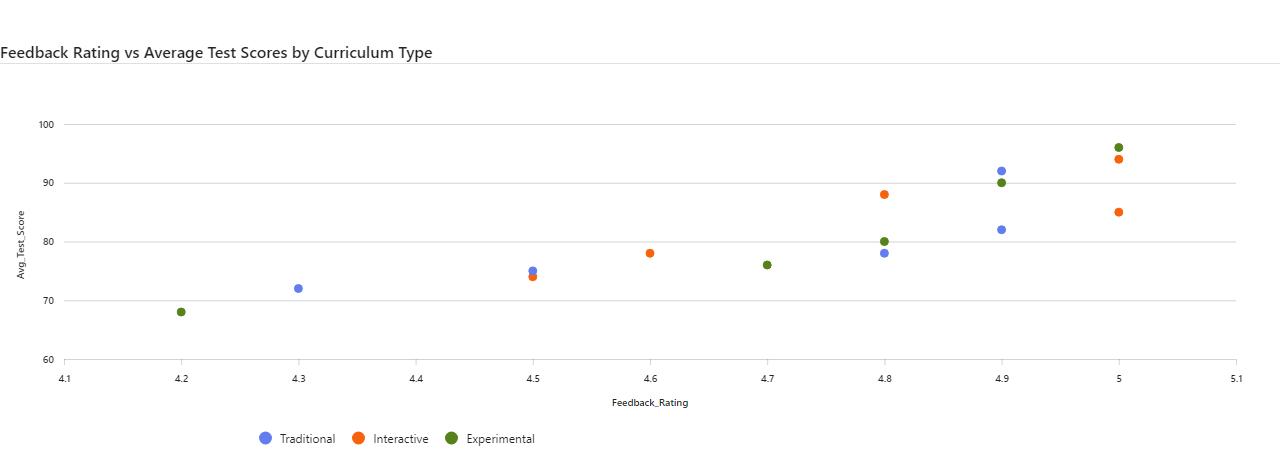 Feedback Rating vs Average Test Scores by Curriculum Type
100
90
80
70
60
Avg_Test_Score
4.1 4.2 4.3 4.4 4.5 4.6 4.7 4.8 4.9 5 5.1
Feedback_Rating
Traditional Interactive Experimental